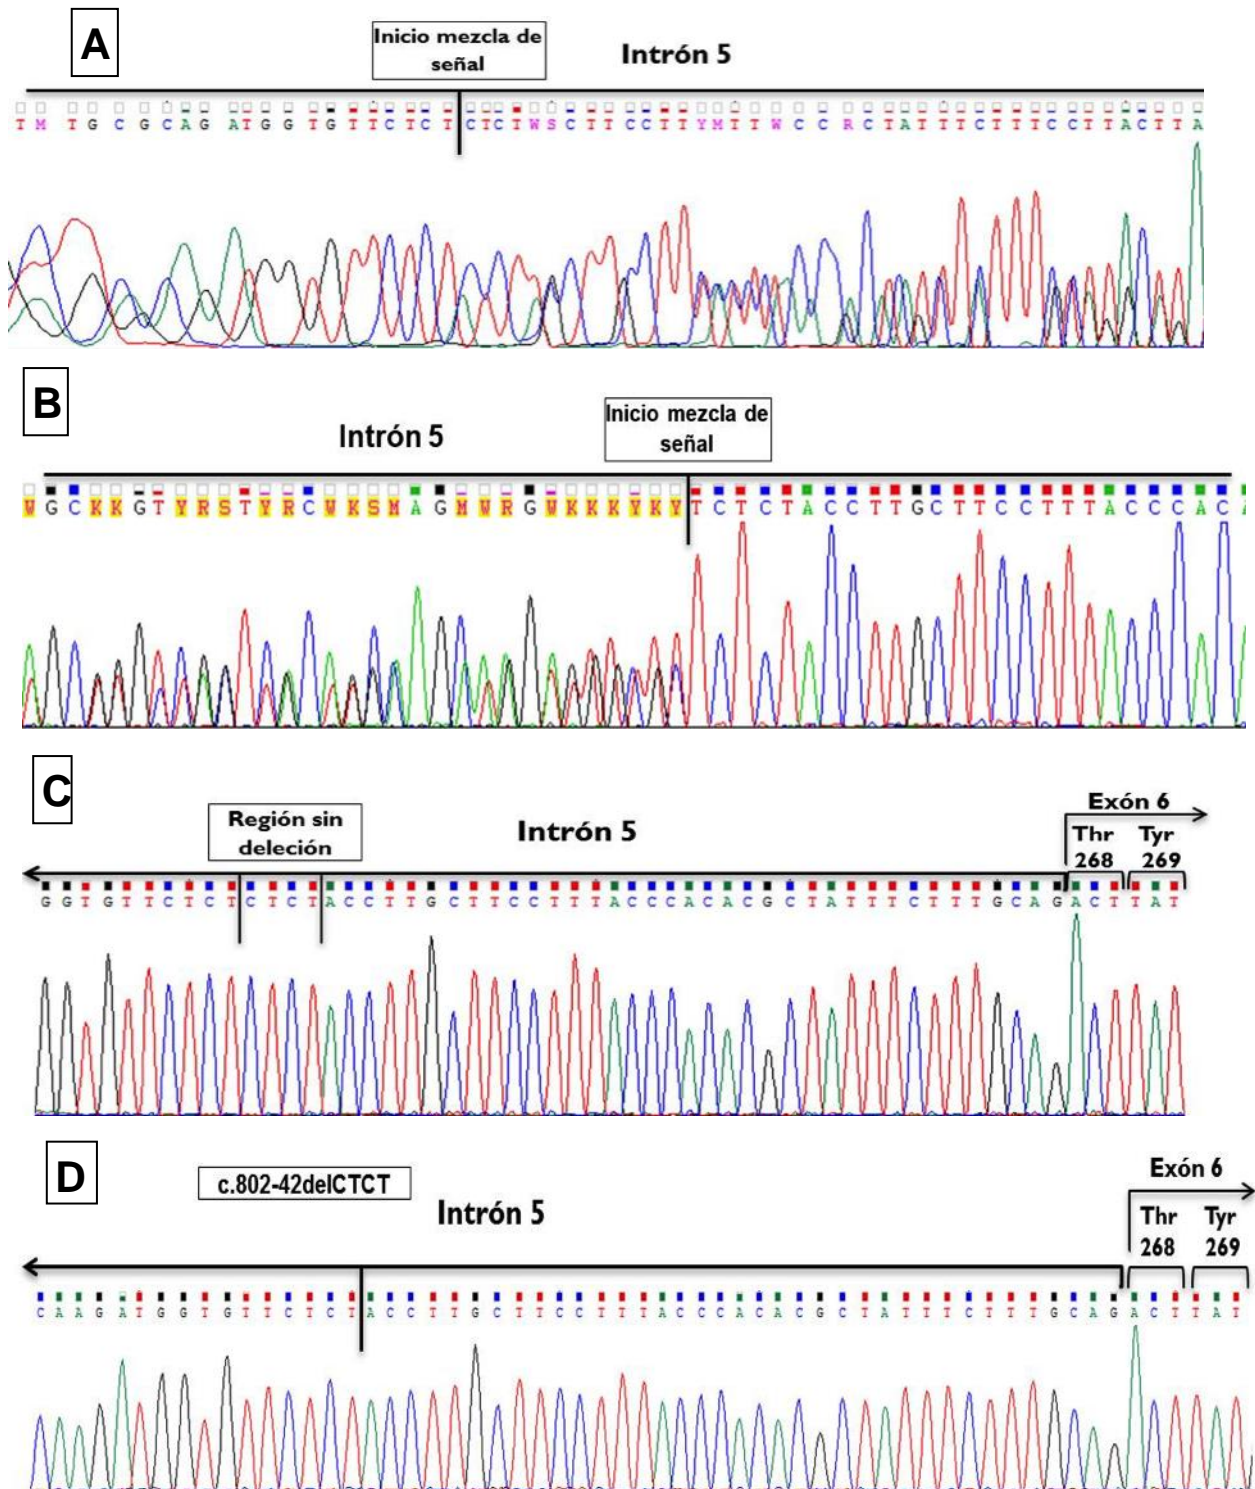 A
Inicio mezcla de
señal
Intrón 5
T M T G C G C A G A T G G T G T T C T C T C T C T W S C T T C C T T Y M T T W C C R C T A T T T C T T T C C T T A C T T A
B
Intrón 5
Inicio mezcla de
señal
W G C K K G T Y R S T Y R C W K S M A G M W R G W K K K Y K Y T C T C T A C C T T G C T T C C T T T A C C C A C
C
Región sin
deleción
Intrón 5
Exón 6
Thr Tyr
268 269
G G T G T T C T C T C T C T A C C T T G C T T C C T T T A C C C A C A C G C T A T T T C T T T G C A G A C T T A T
D
c.802-42delCTCT
Intrón 5
Exón 6
Thr Tyr
268 269
C A A G A T G G T G T T C T C T A C C T T G C T T C C T T T A C C C A C A C G C T A T T T C T T T G C A G A C T T A T